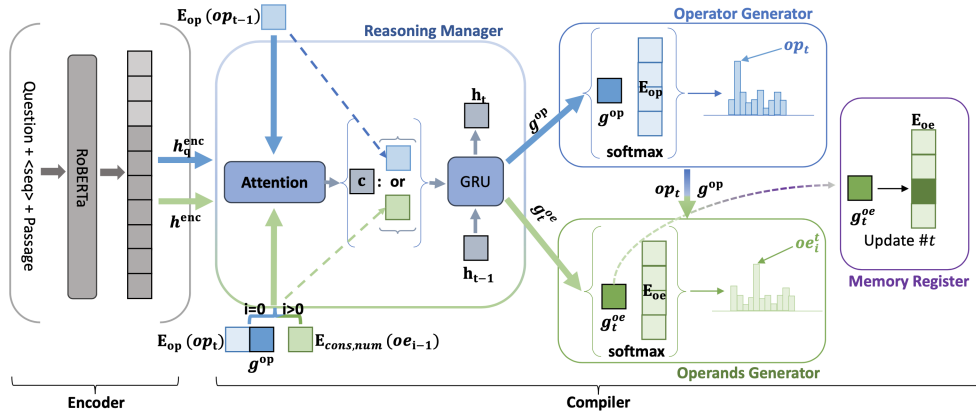 Question + <seq> + Passage
RoBERTa
h_q^enc
h^enc
E_op (op_{t-1})
Reasoning Manager
Attention
c : or
GRU
h_t
h_{t-1}
i=0 i>0
E_op (op_t)
g^op
E_{cons,num} (oe_{i-1})
g^op
g_t^oe
Operator Generator
g^op
E_op
softmax
op_t
op_t g^op
g_t^oe
E_oe
softmax
oe_i^t
Operands Generator
E_oe
g_t^oe
Update #t
Memory Register
Encoder
Compiler